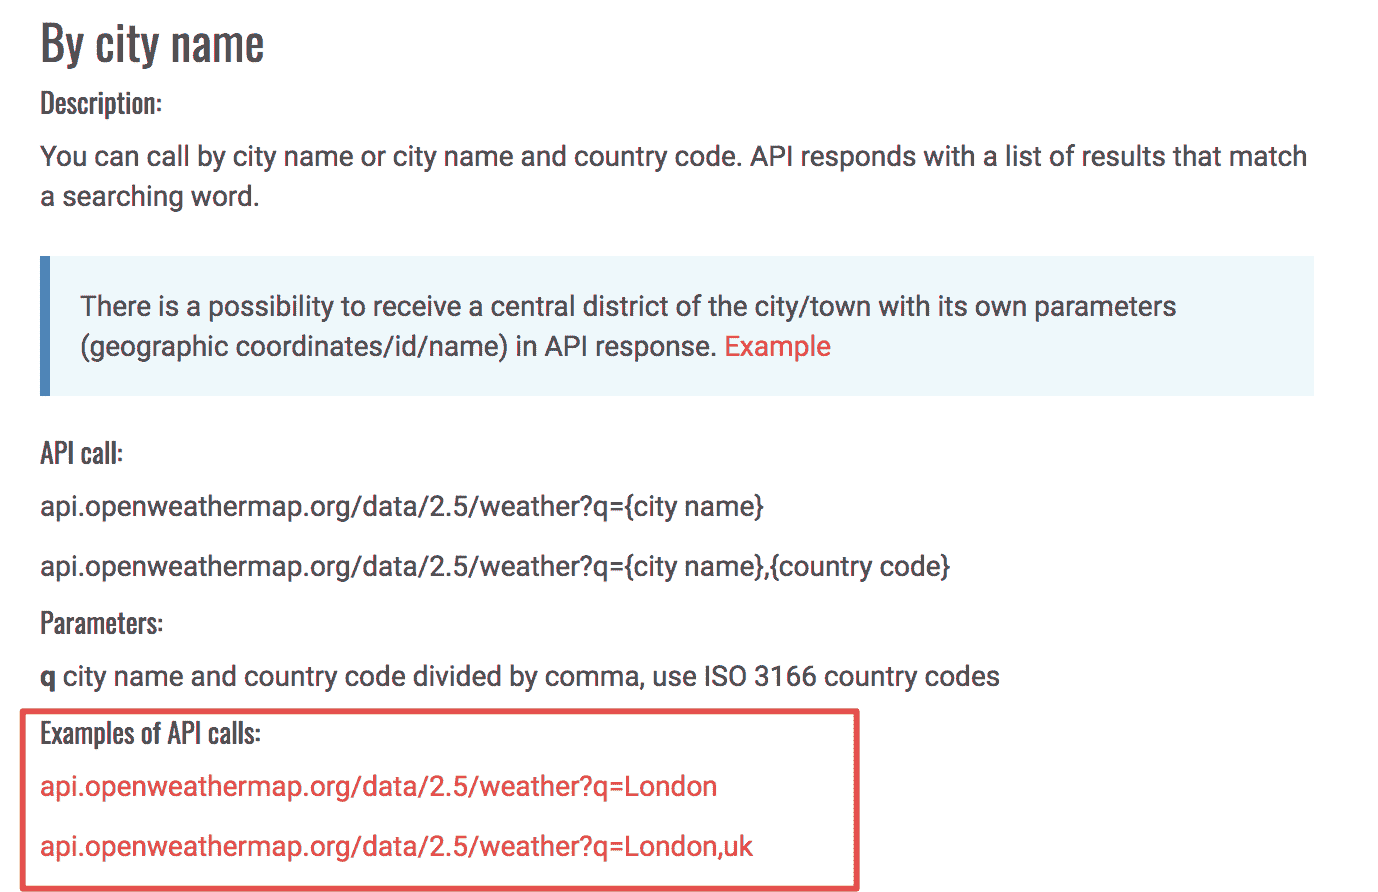 By city name
Description:
You can call by city name or city name and country code. API responds with a list of results that match
a searching word.
There is a possibility to receive a central district of the city/town with its own parameters
(geographic coordinates/id/name) in API response. Example
API call:
api.openweathermap.org/data/2.5/weather?q={city name}
api.openweathermap.org/data/2.5/weather?q={city name},{country code}
Parameters:
q city name and country code divided by comma, use ISO 3166 country codes
Examples of API calls:
api.openweathermap.org/data/2.5/weather?q=London
api.openweathermap.org/data/2.5/weather?q=London,uk